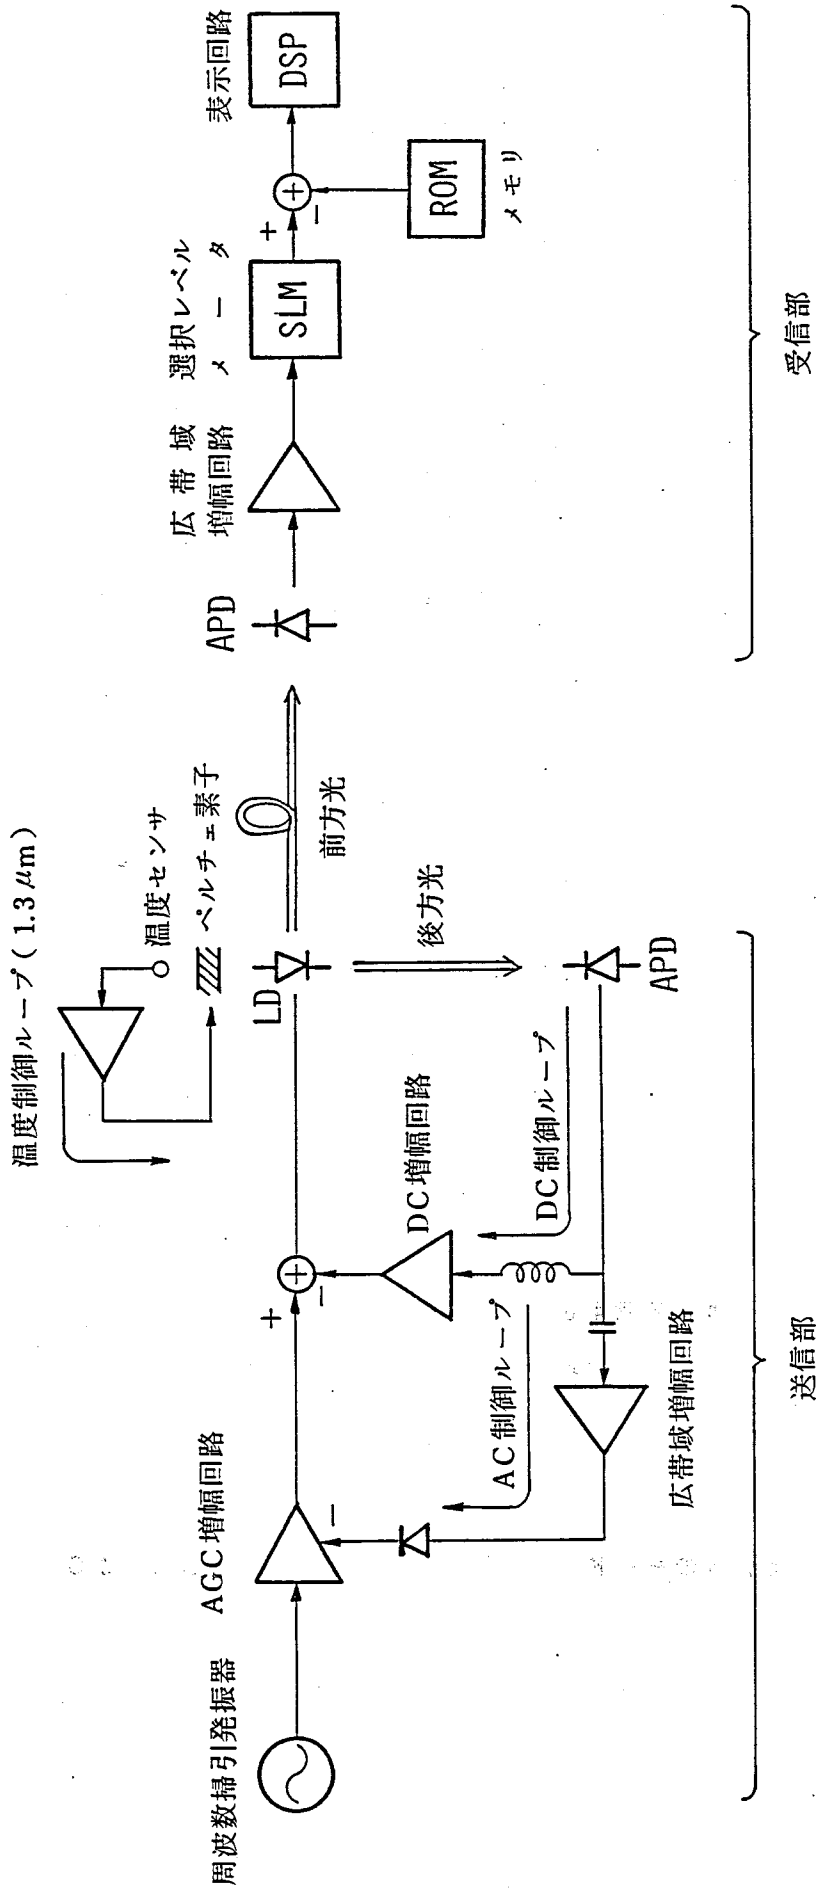 温度制御ループ(1.3μm)
温度センサ
ペルチェ素子
周波数掃引発振器
AGC増幅回路
+
−
+
−
LD
前方光
後方光
APD
DC増幅回路
DC制御ループ
AC制御ループ
広帯域増幅回路
送信部
APD
広帯域
増幅回路
選択レベル
メータ
SLM
+
−
ROM
メモリ
表示回路
DSP
+
−
受信部